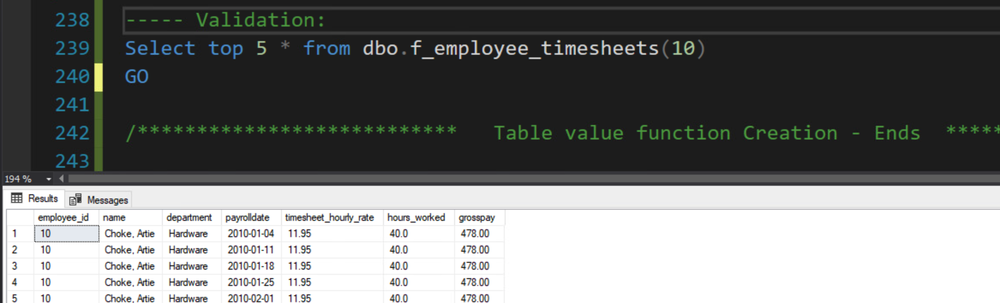 238 ----- Validation:
239 Select top 5 * from dbo.f_employee_timesheets(10)
240 GO
241
242 /*************************** Table value function Creation - Ends *****
243
194 %
Results Messages
employee_id name department payrolldate timesheet_hourly_rate hours_worked grosspay
1 10 Choke, Artie Hardware 2010-01-04 11.95 40.0 478.00
2 10 Choke, Artie Hardware 2010-01-11 11.95 40.0 478.00
3 10 Choke, Artie Hardware 2010-01-18 11.95 40.0 478.00
4 10 Choke, Artie Hardware 2010-01-25 11.95 40.0 478.00
5 10 Choke, Artie Hardware 2010-02-01 11.95 40.0 478.00